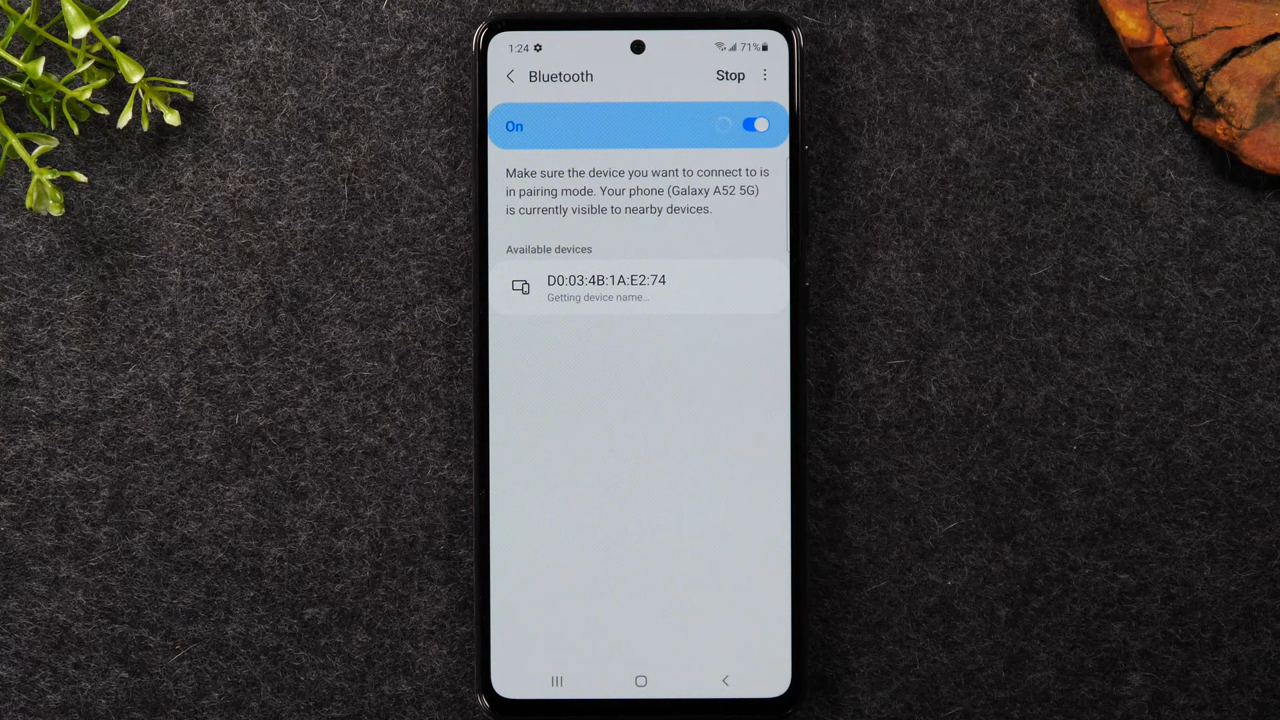 1:24 71%
Bluetooth Stop
On
Make sure the device you want to connect to is
in pairing mode. Your phone (Galaxy A52 5G)
is currently visible to nearby devices.
Available devices
D0:03:4B:1A:E2:74
Getting device name...